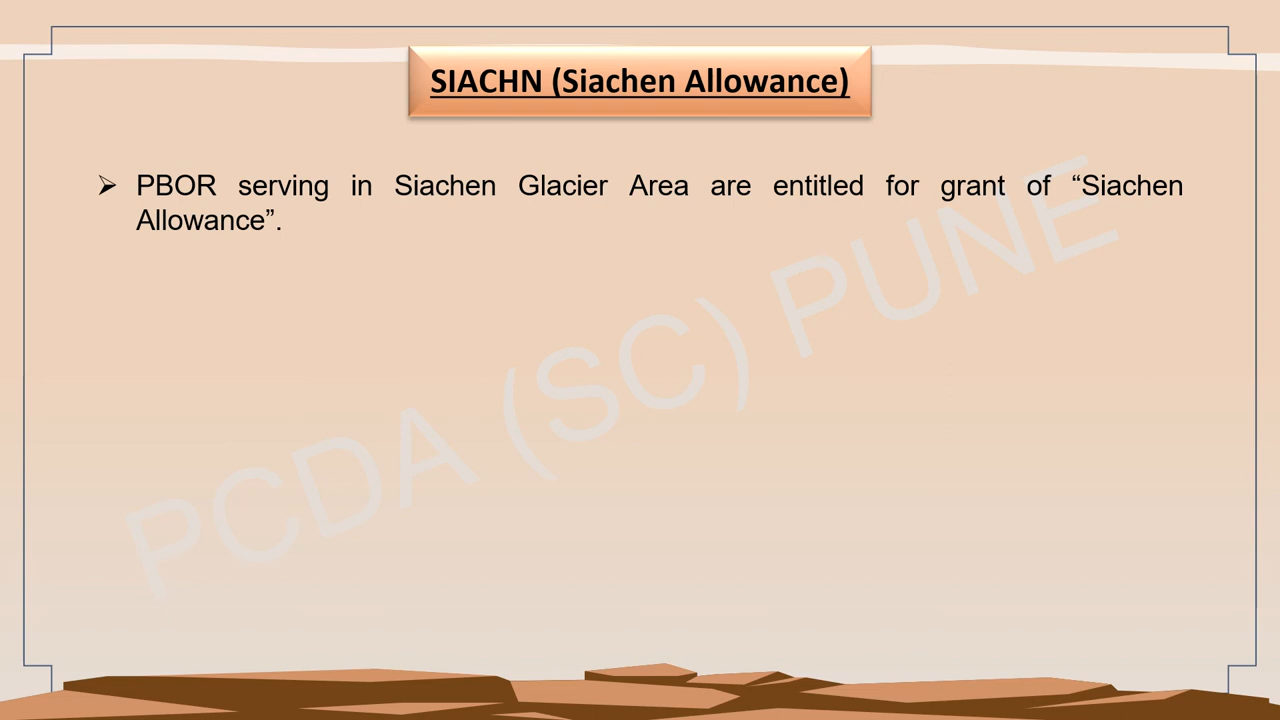 SIACHN (Siachen Allowance)
➢ PBOR serving in Siachen Glacier Area are entitled for grant of “Siachen
Allowance”.
PCDA (SC) PUNE